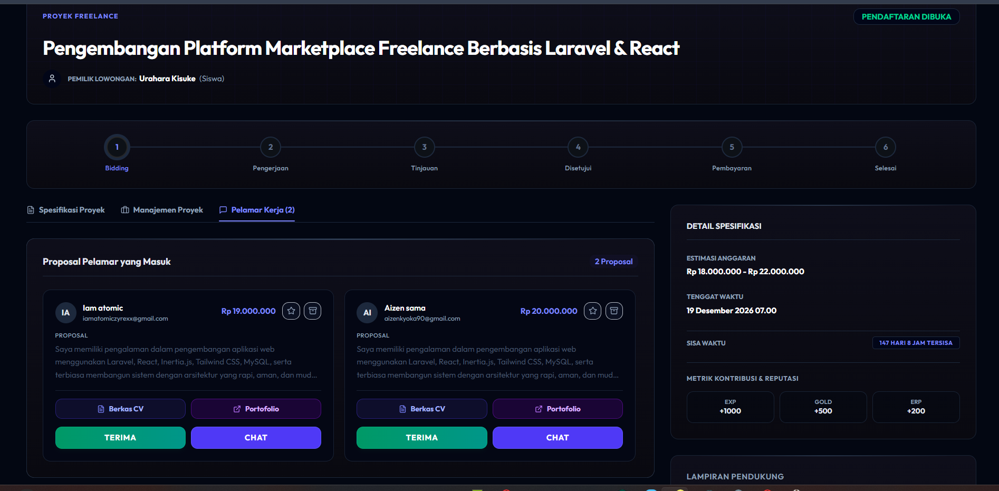 PROYEK FREELANCE
PENDAFTARAN DIBUKA
Pengembangan Platform Marketplace Freelance Berbasis Laravel & React
PEMILIK LOWONGAN: Urahara Kisuke (Siswa)
1
Bidding
2
Pengerjaan
3
Tinjauan
4
Disetujui
5
Pembayaran
6
Selesai
Spesifikasi Proyek
Manajemen Proyek
Pelamar Kerja (2)
Proposal Pelamar yang Masuk
2 Proposal
IA
Iam atomic
iamatomiczyrexx@gmail.com
Rp 19.000.000
PROPOSAL
Saya memiliki pengalaman dalam pengembangan aplikasi web
menggunakan Laravel, React, Inertia.js, Tailwind CSS, MySQL, serta
terbiasa membangun sistem dengan arsitektur yang rapi, aman, dan mud...
Berkas CV
Portofolio
TERIMA
CHAT
AI
Aizen sama
aizenkyoka90@gmail.com
Rp 20.000.000
PROPOSAL
Saya memiliki pengalaman dalam pengembangan aplikasi web
menggunakan Laravel, React, Inertia.js, Tailwind CSS, MySQL, serta
terbiasa membangun sistem dengan arsitektur yang rapi, aman, dan mud...
Berkas CV
Portofolio
TERIMA
CHAT
DETAIL SPESIFIKASI
ESTIMASI ANGGARAN
Rp 18.000.000 - Rp 22.000.000
TENGGAT WAKTU
19 Desember 2026 07.00
SISA WAKTU
147 HARI 8 JAM TERSISA
METRIK KONTRIBUSI & REPUTASI
EXP
+1000
GOLD
+500
ERP
+200
LAMPIRAN PENDUKUNG